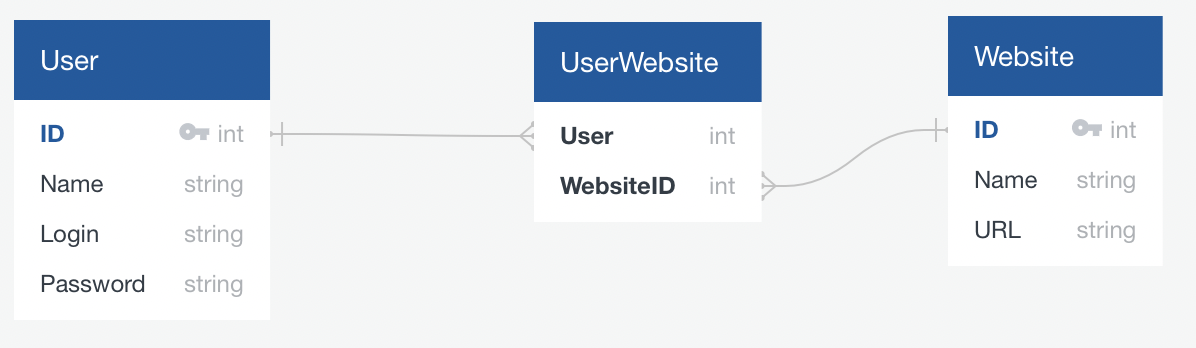 User
ID int
Name string
Login string
Password string
UserWebsite
User int
WebsiteID int
Website
ID int
Name string
URL string